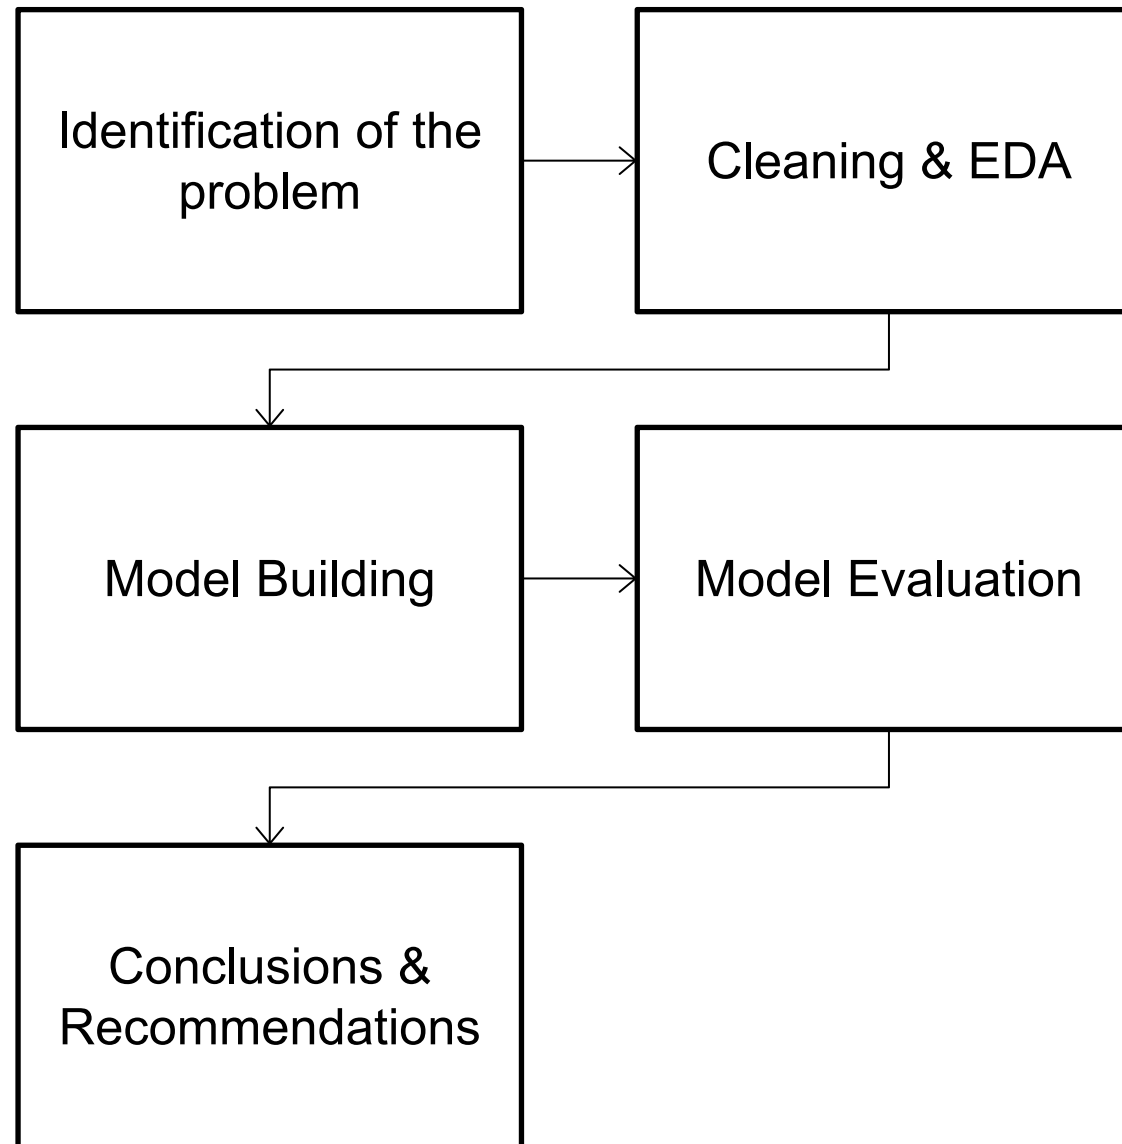 Identification of the
problem
Cleaning & EDA
Model Building
Model Evaluation
Conclusions &
Recommendations